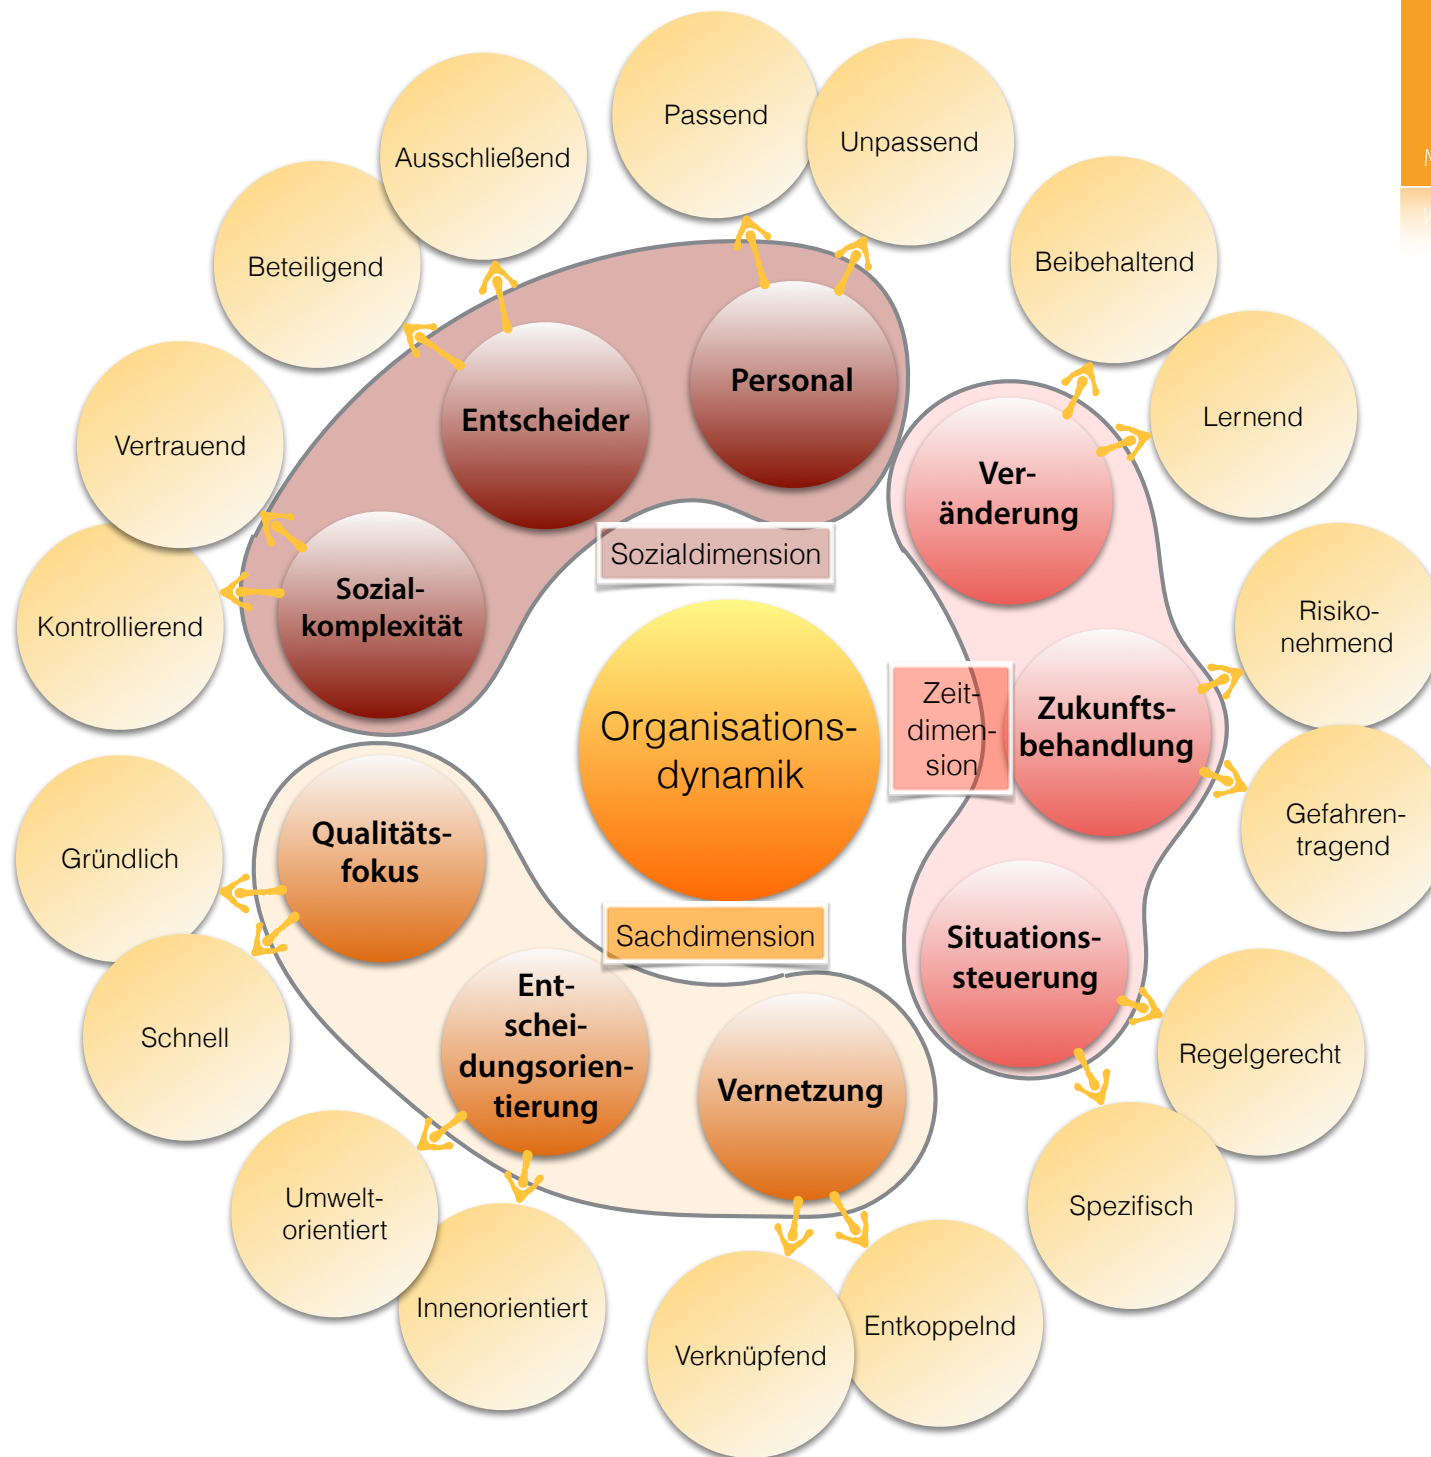 Passend
Unpassend
Ausschließend
Beteiligend
Beibehaltend
Vertrauend
Lernend
Personal
Entscheider
Ver-
änderung
Sozialdimension
Sozial-
komplexität
Kontrollierend
Risiko-
nehmend
Organisations-
dynamik
Zeit-
dimen-
sion
Zukunfts-
behandlung
Gefahren-
tragend
Qualitäts-
fokus
Gründlich
Sachdimension
Situations-
steuerung
Schnell
Ent-
schei-
dungsorien-
tierung
Vernetzung
Regelgerecht
Umwelt-
orientiert
Spezifisch
Innenorientiert
Entkoppelnd
Verknüpfend